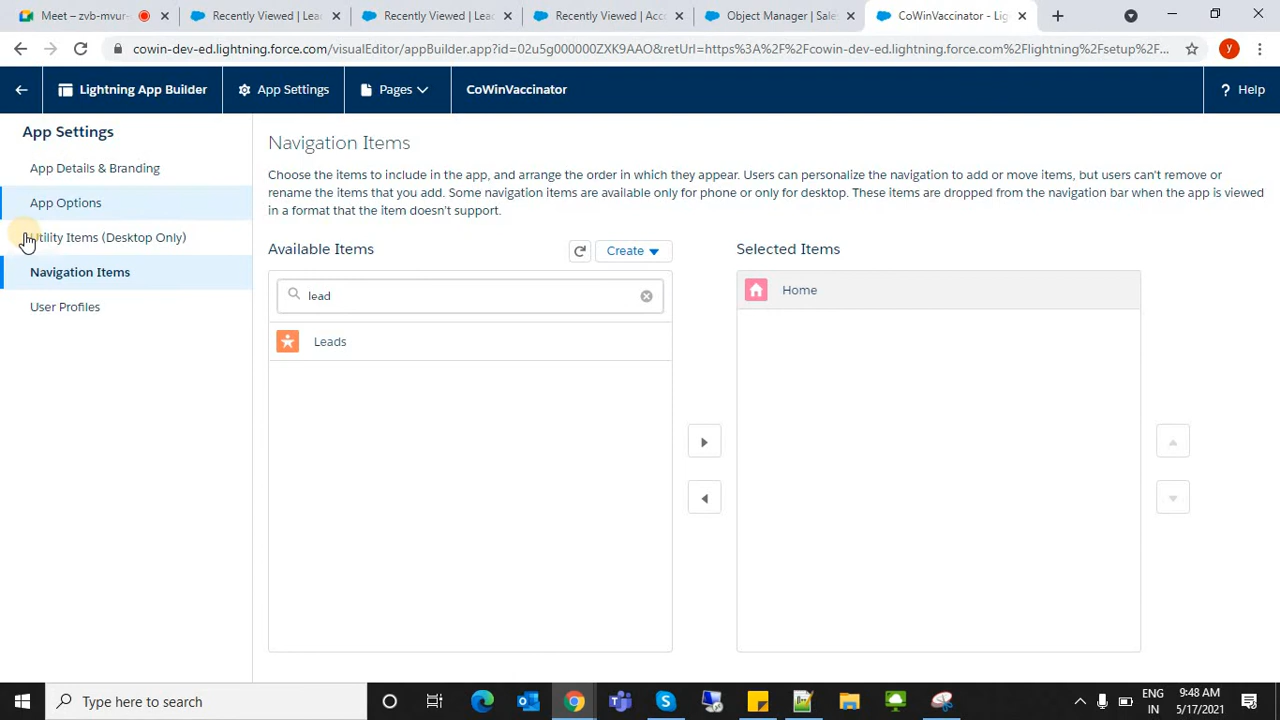 Meet – zvb-mvur-
Recently Viewed | Lea
Recently Viewed | Lea
Recently Viewed | Acco
Object Manager | Sales
CoWinVaccinator - Lig
cowin-dev-ed.lightning.force.com/visualEditor/appBuilder.app?id=02u5g000000ZXK9AAO&retUrl=https%3A%2F%2Fcowin-dev-ed.lightning.force.com%2Flightning%2Fsetup%2F...
y
Lightning App Builder
App Settings
Pages
CoWinVaccinator
? Help
App Settings
App Details & Branding
App Options
Utility Items (Desktop Only)
Navigation Items
User Profiles
Navigation Items
Choose the items to include in the app, and arrange the order in which they appear. Users can personalize the navigation to add or move items, but users can't remove or
rename the items that you add. Some navigation items are available only for phone or only for desktop. These items are dropped from the navigation bar when the app is viewed
in a format that the item doesn't support.
Available Items
Create
Selected Items
lead
Leads
Home
Type here to search
ENG
IN
9:48 AM
5/17/2021